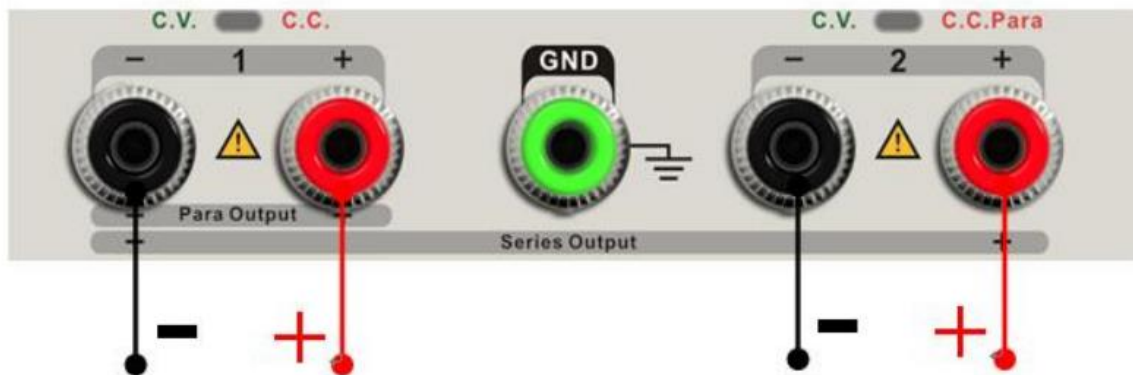 C.V. C.C. C.V. C.C.Para
− 1 + GND − 2 +
− Para Output +
− Series Output +
− + − +